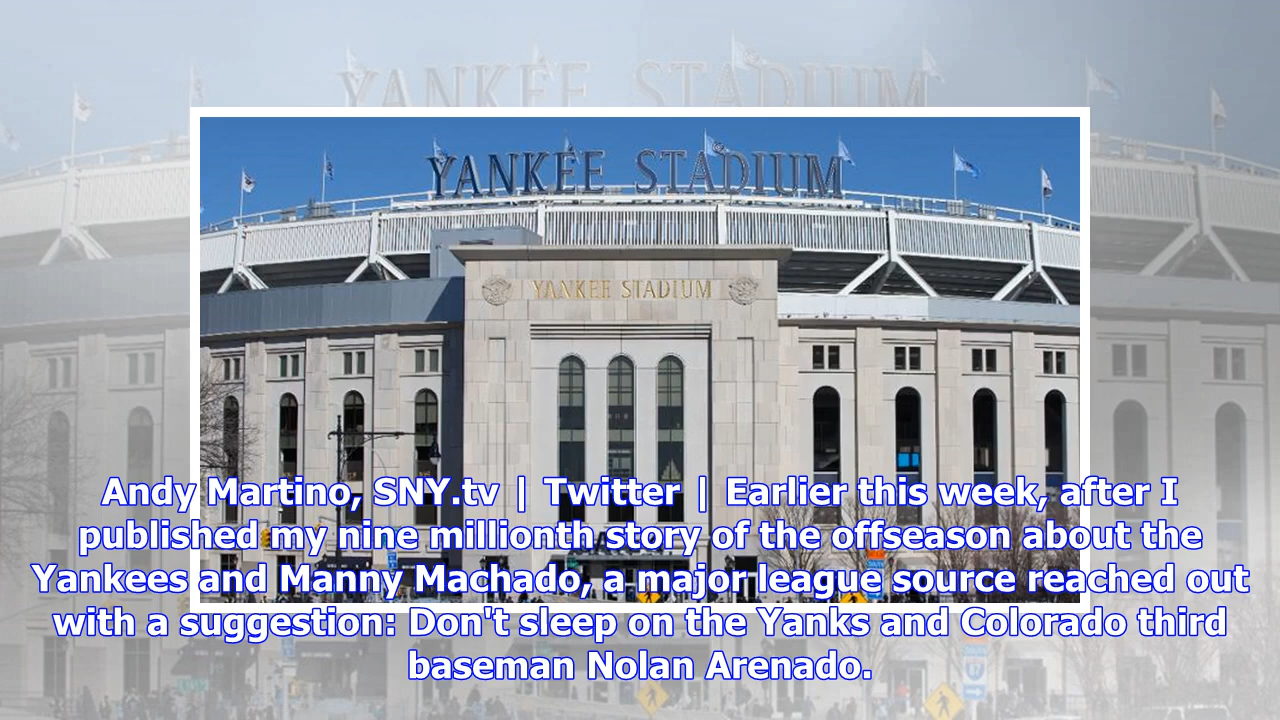 YANKEE STADIUM
YANKEE STADIUM
YANKEE STADIUM
Andy Martino, SNY.tv | Twitter | Earlier this week, after I
published my nine millionth story of the offseason about the
Yankees and Manny Machado, a major league source reached out
with a suggestion: Don't sleep on the Yanks and Colorado third
baseman Nolan Arenado.